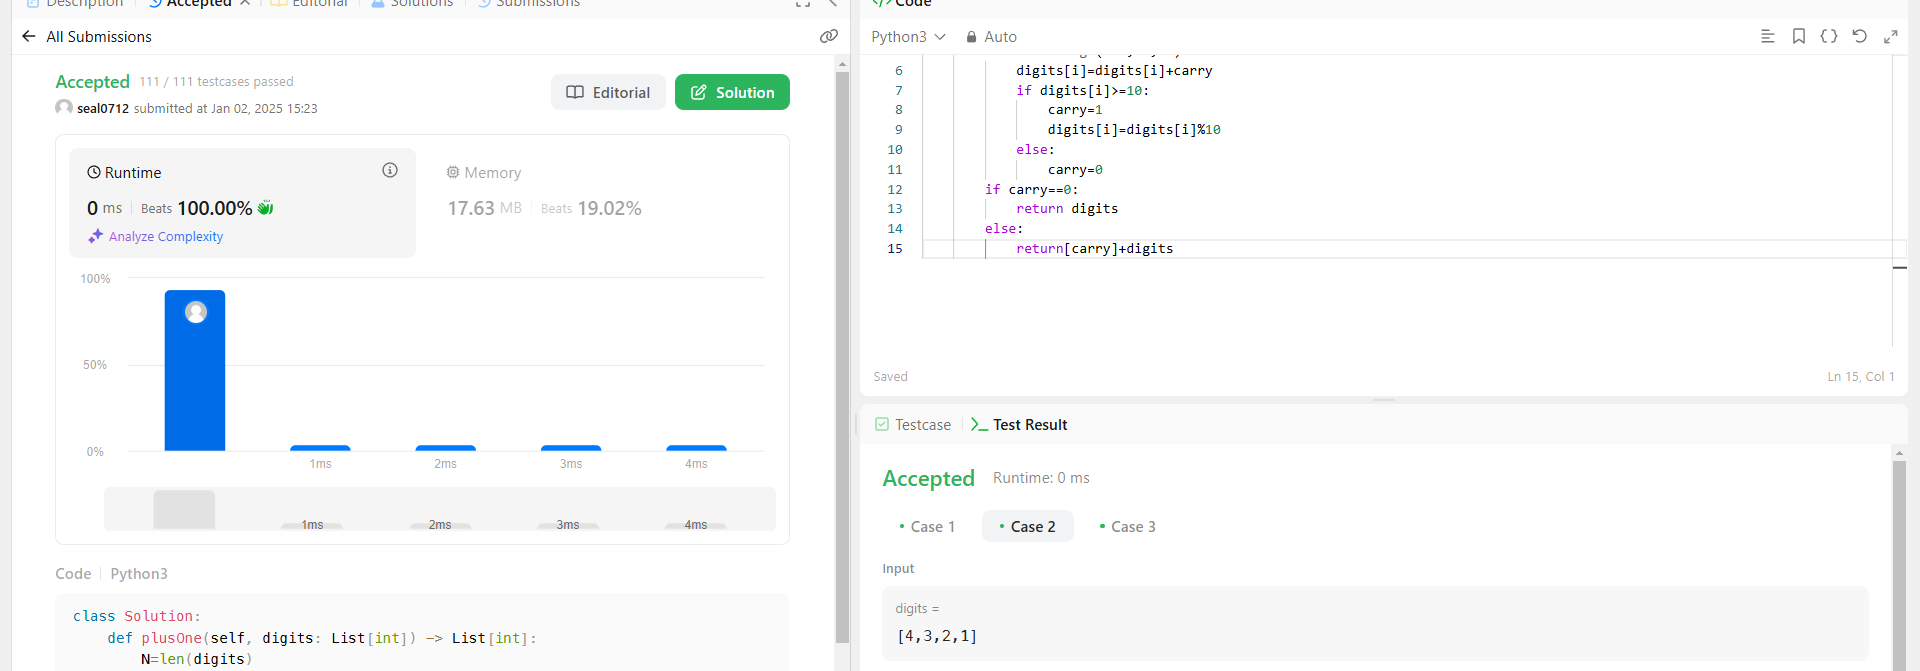 Description
Accepted
Editorial
Solutions
Submissions
All Submissions
Accepted 111 / 111 testcases passed
seal0712 submitted at Jan 02, 2025 15:23
Editorial
Solution
Runtime
0 ms Beats 100.00%
Analyze Complexity
Memory
17.63 MB Beats 19.02%
100%
50%
0%
1ms 2ms 3ms 4ms
1ms 2ms 3ms 4ms
Code Python3
class Solution:
def plusOne(self, digits: List[int]) -> List[int]:
N=len(digits)
</> Code
Python3 Auto
6 digits[i]=digits[i]+carry
7 if digits[i]>=10:
8 carry=1
9 digits[i]=digits[i]%10
10 else:
11 carry=0
12 if carry==0:
13 return digits
14 else:
15 return[carry]+digits
Saved
Ln 15, Col 1
Testcase
Test Result
Accepted Runtime: 0 ms
Case 1 Case 2 Case 3
Input
digits =
[4,3,2,1]